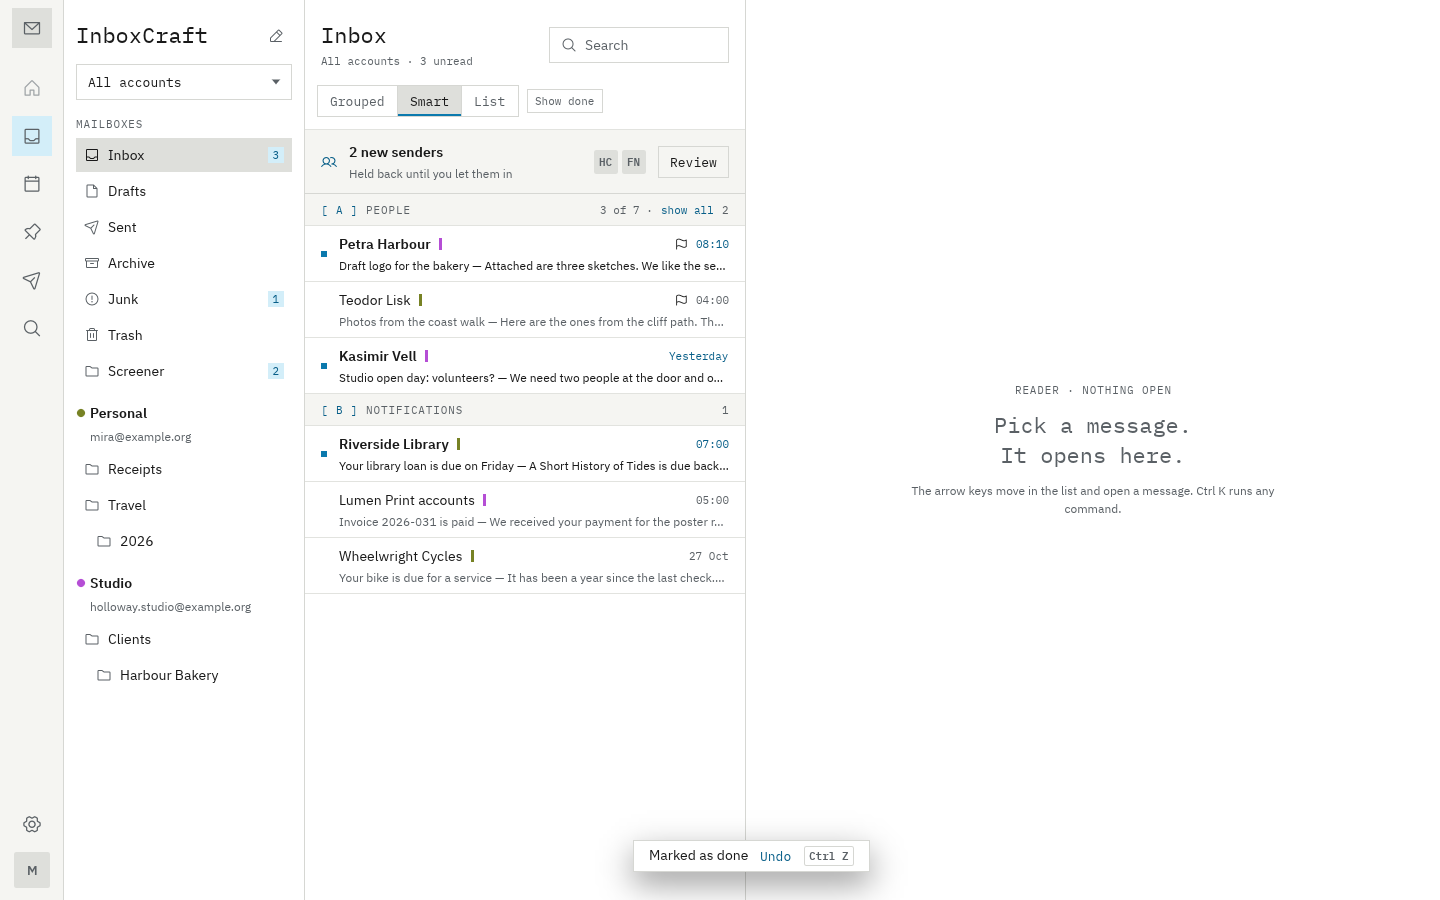 InboxCraft
All accounts
MAILBOXES
Inbox 3
Drafts
Sent
Archive
Junk 1
Trash
Screener 2
Personal
mira@example.org
Receipts
Travel
2026
Studio
holloway.studio@example.org
Clients
Harbour Bakery
M
Inbox
All accounts · 3 unread
Search
Grouped Smart List Show done
2 new senders
Held back until you let them in
HC FN Review
[ A ] PEOPLE 3 of 7 · show all 2
Petra Harbour 08:10
Draft logo for the bakery — Attached are three sketches. We like the se…
Teodor Lisk 04:00
Photos from the coast walk — Here are the ones from the cliff path. Th…
Kasimir Vell Yesterday
Studio open day: volunteers? — We need two people at the door and o…
[ B ] NOTIFICATIONS 1
Riverside Library 07:00
Your library loan is due on Friday — A Short History of Tides is due back…
Lumen Print accounts 05:00
Invoice 2026-031 is paid — We received your payment for the poster r…
Wheelwright Cycles 27 Oct
Your bike is due for a service — It has been a year since the last check.…
READER · NOTHING OPEN
Pick a message.
It opens here.
The arrow keys move in the list and open a message. Ctrl K runs any
command.
Marked as done Undo Ctrl Z